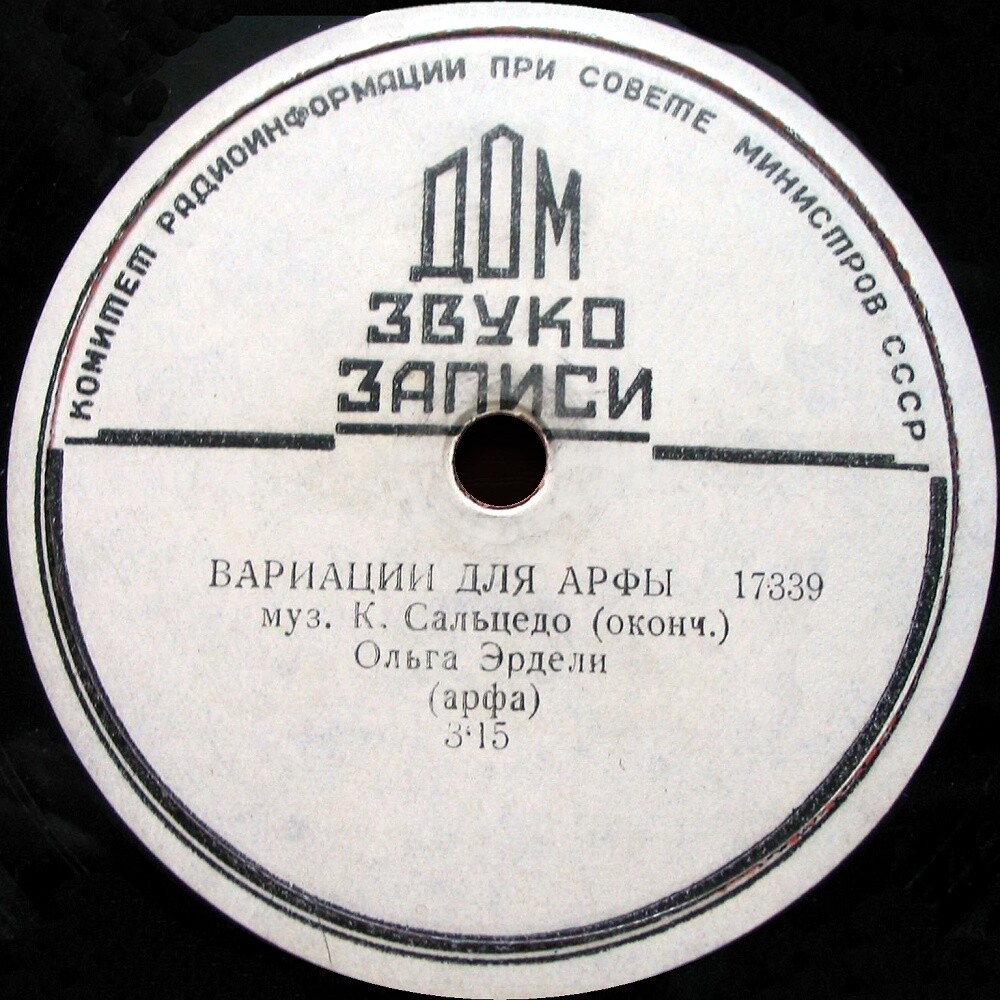 КОМИТЕТ РАДИОИНФОРМАЦИИ ПРИ СОВЕТЕ МИНИСТРОВ СССР
ДОМ
ЗВУКО
ЗАПИСИ
ВАРИАЦИИ ДЛЯ АРФЫ 17339
муз. К. Сальцедо (оконч.)
Ольга Эрдели
(арфа)
3·15